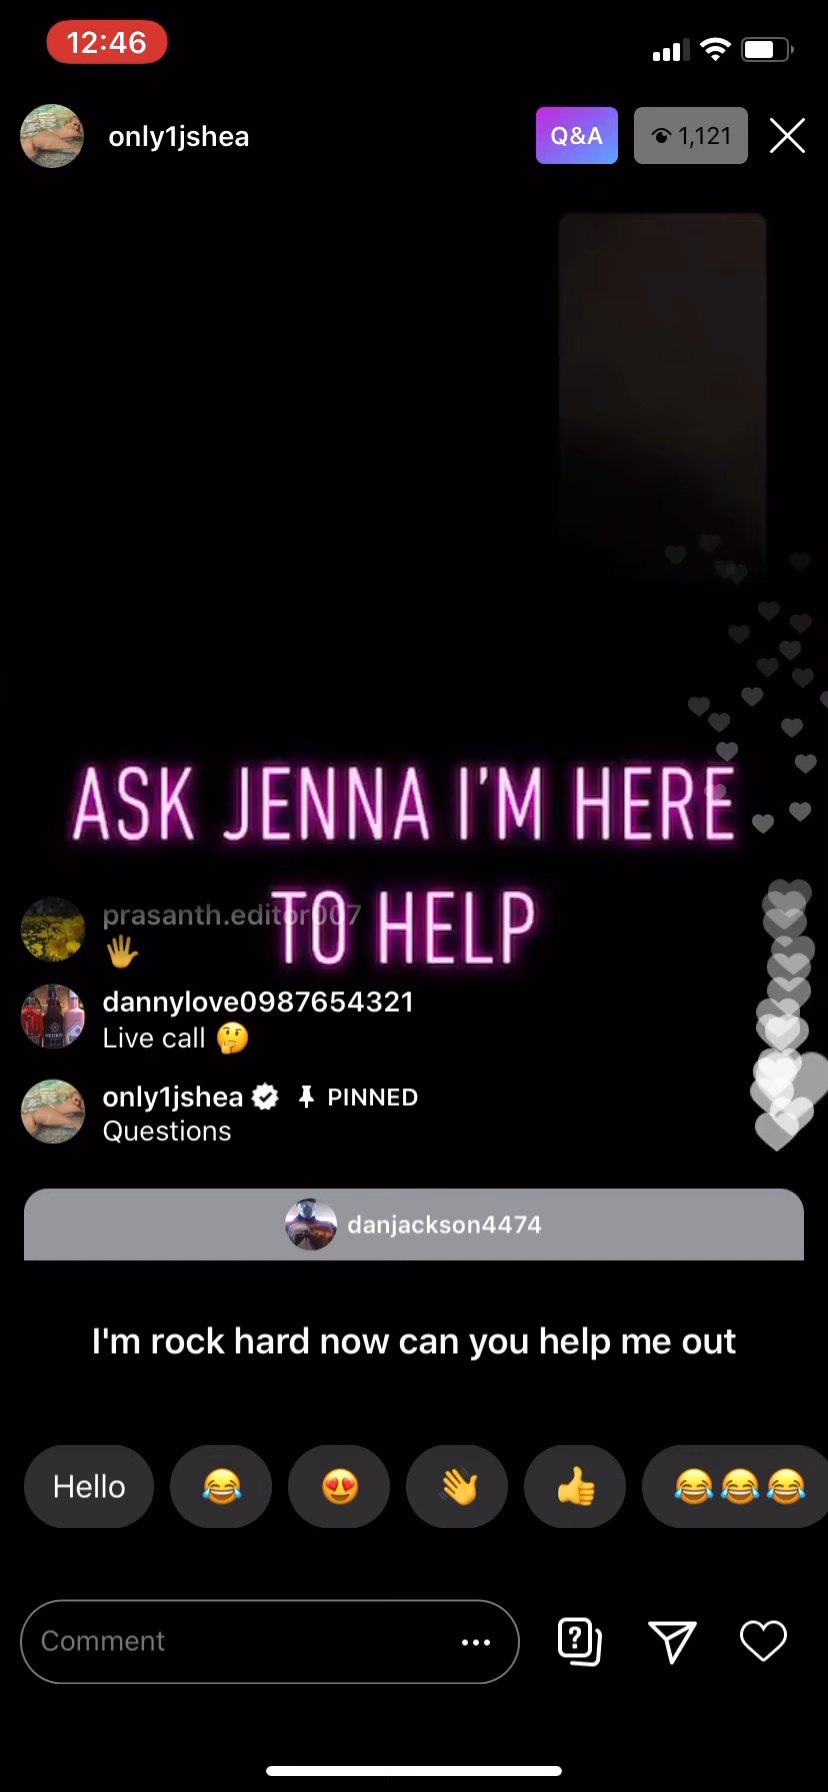 12:46
only1jshea
Q&A
1,121
ASK JENNA I'M HERE
TO HELP
prasanth.editor007
🖐
dannylove0987654321
Live call 🤔
only1jshea PINNED
Questions
danjackson4474
I'm rock hard now can you help me out
Hello 😂 😍 👋 👍 😂😂😂
Comment